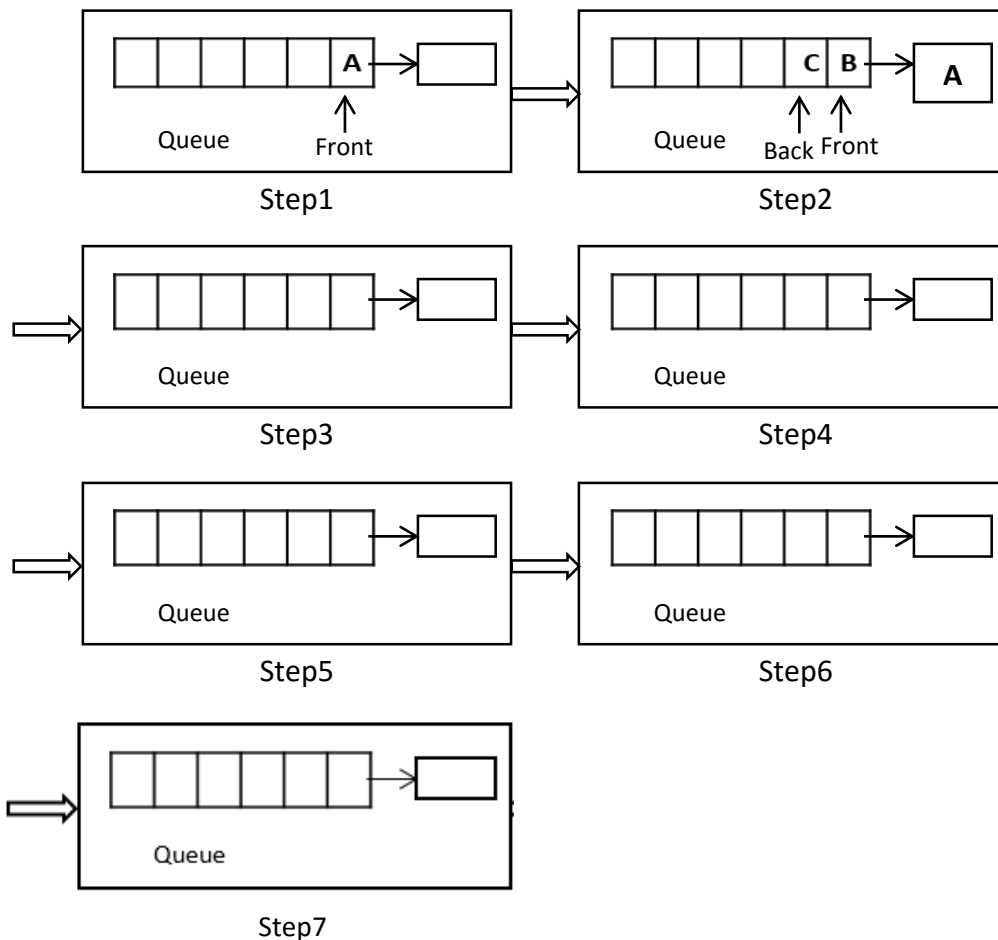 A
Queue
Front
Step1
C B
A
Queue
Back Front
Step2
Queue
Step3
Queue
Step4
Queue
Step5
Queue
Step6
Queue
Step7